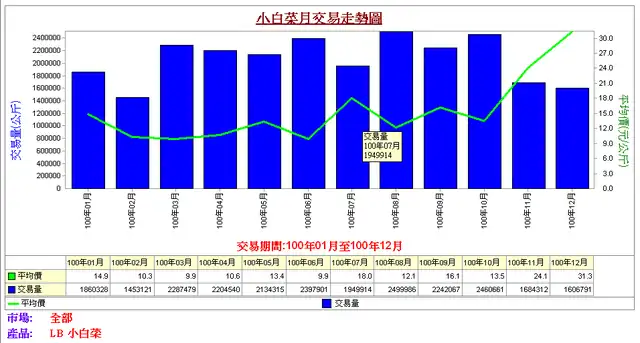 小白菜月交易走勢圖
交易量(公斤)
2400000
2200000
2000000
1800000
1600000
1400000
1200000
1000000
800000
600000
400000
200000
0
30.0
27.0
24.0
21.0
18.0
15.0
12.0
9.0
6.0
3.0
0.0
平均價(元/公斤)
交易量
100年07月
1949914
100年01月
100年02月
100年03月
100年04月
100年05月
100年06月
100年07月
100年08月
100年09月
100年10月
100年11月
100年12月
交易期間:100年01月至100年12月
100年01月 100年02月 100年03月 100年04月 100年05月 100年06月 100年07月 100年08月 100年09月 100年10月 100年11月 100年12月
平均價 14.9 10.3 9.9 10.6 13.4 9.9 18.0 12.1 16.1 13.5 24.1 31.3
交易量 1860328 1453121 2287479 2204540 2134315 2397901 1949914 2499986 2242067 2460661 1684312 1606791
平均價 交易量
市場: 全部
產品: LB 小白菜